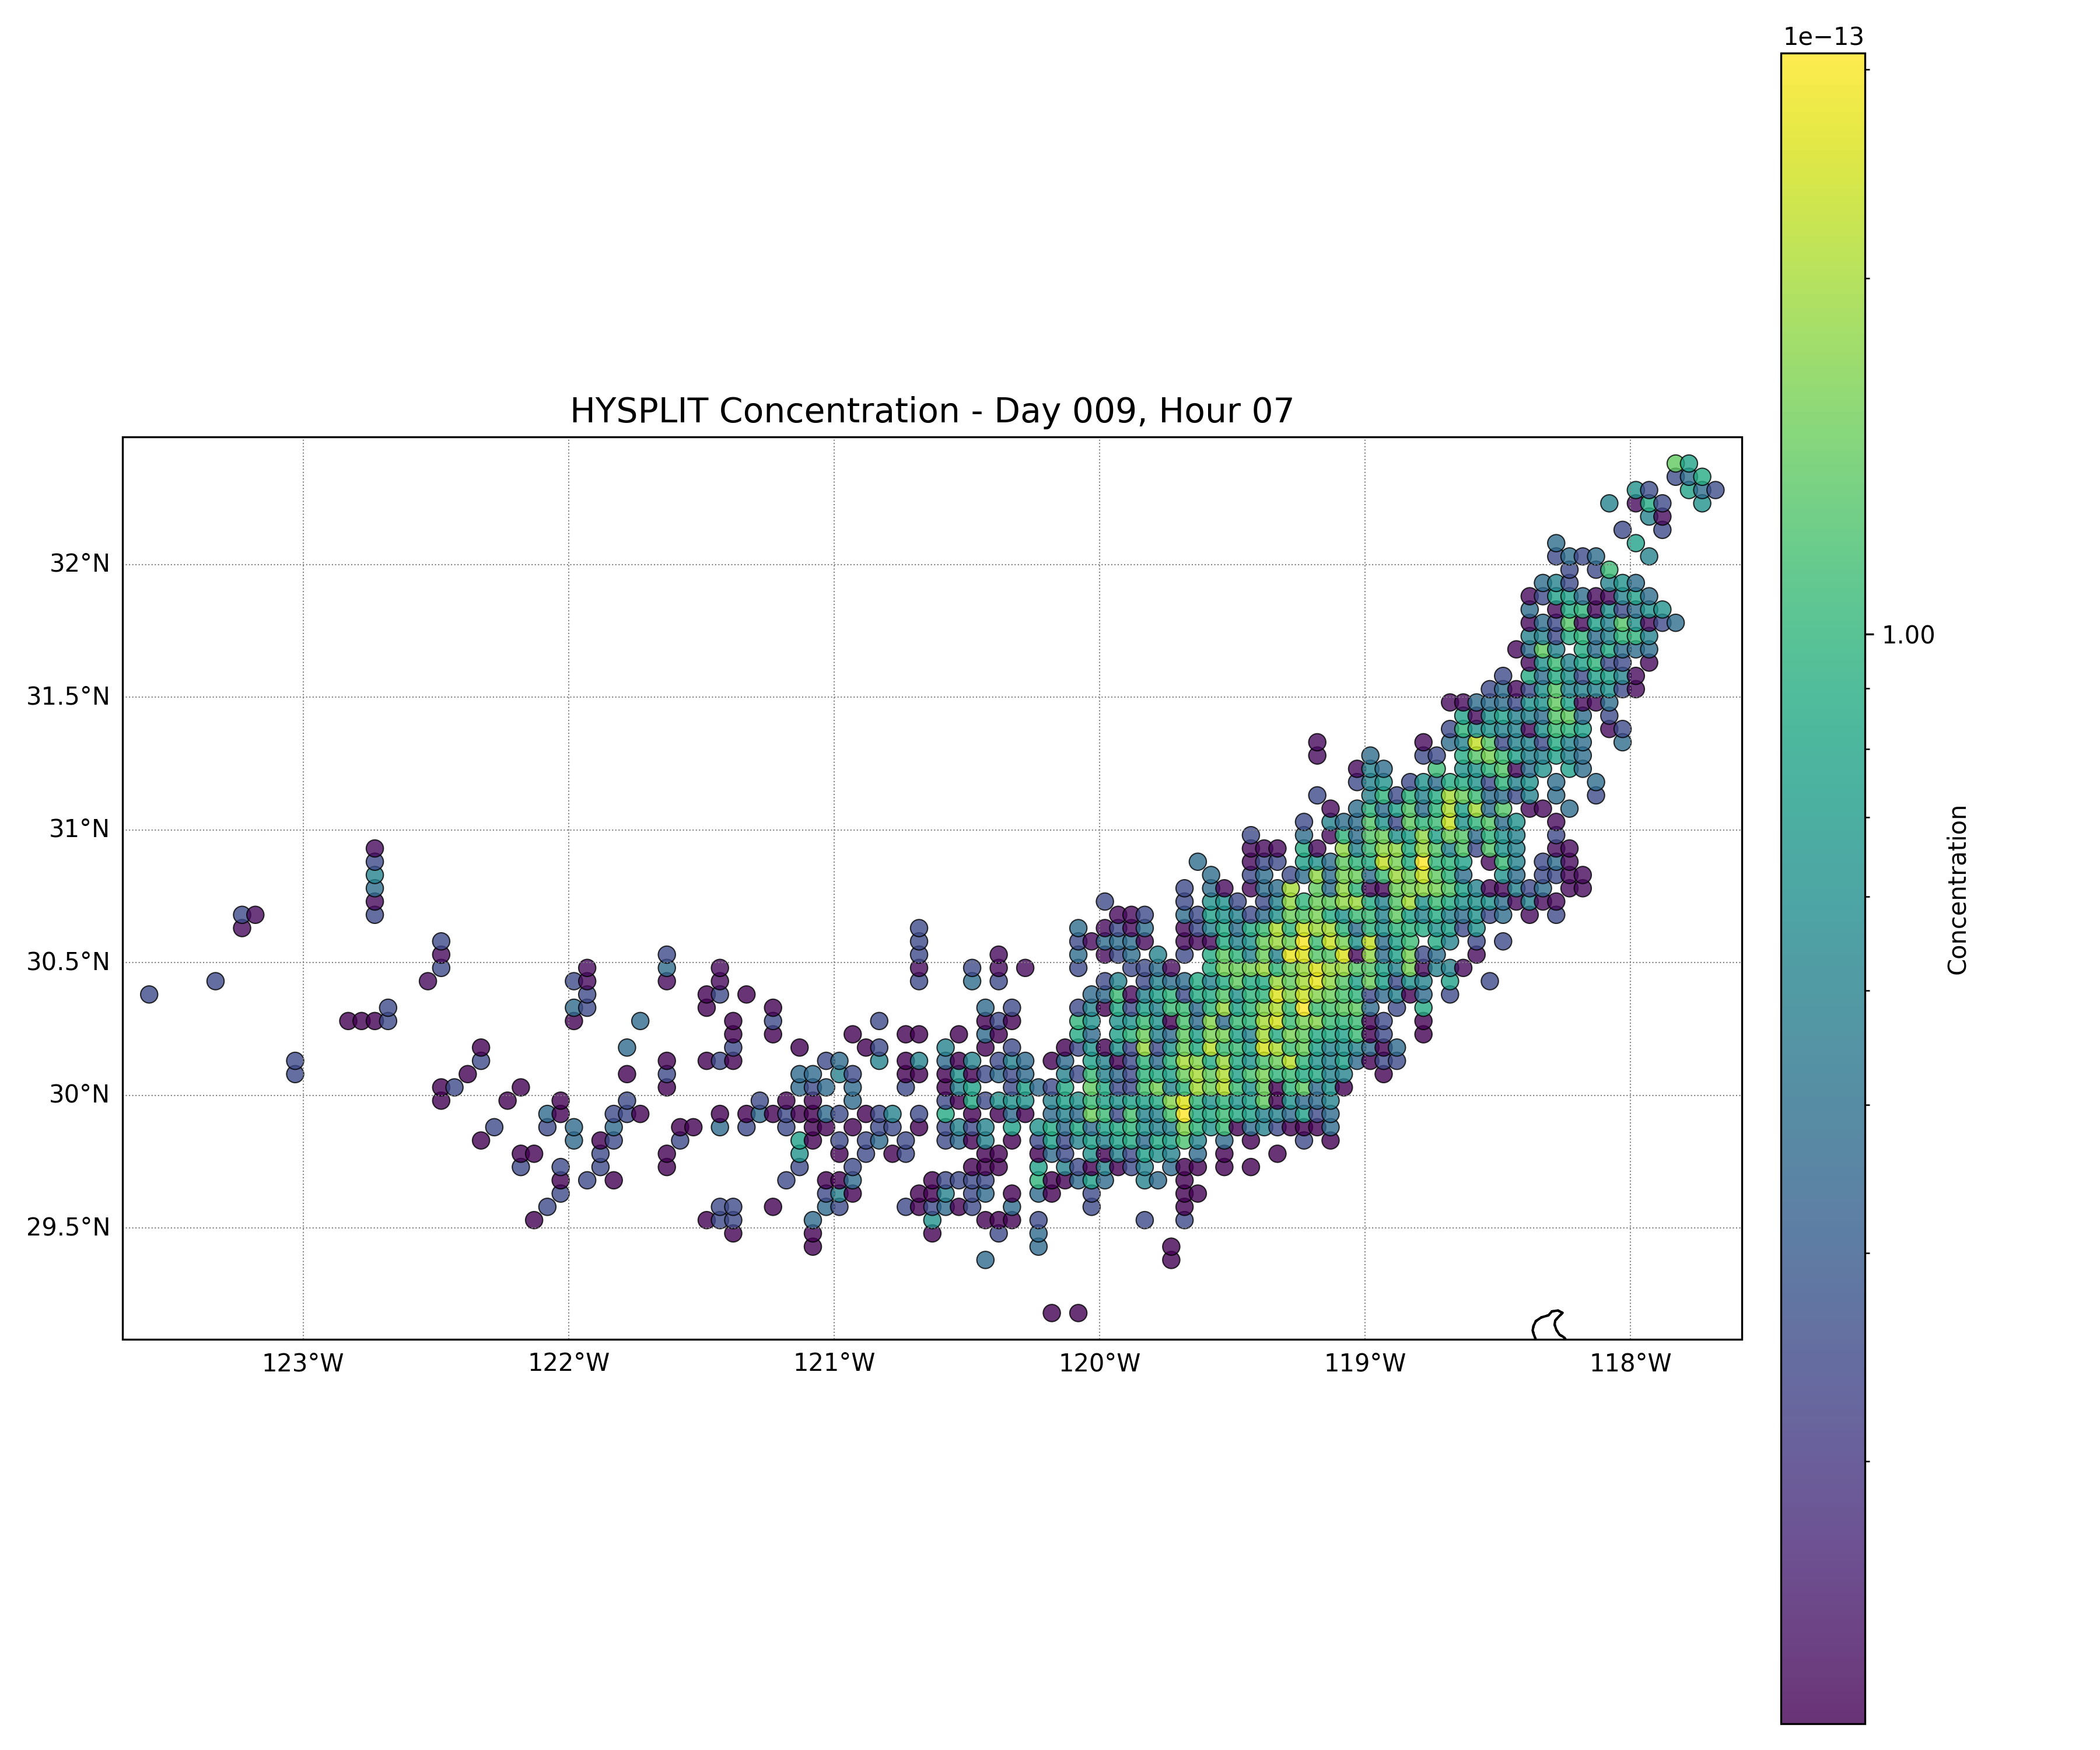 1e−13
HYSPLIT Concentration - Day 009, Hour 07
32°N
31.5°N
31°N
30.5°N
30°N
29.5°N
123°W
122°W
121°W
120°W
119°W
118°W
1.00
Concentration